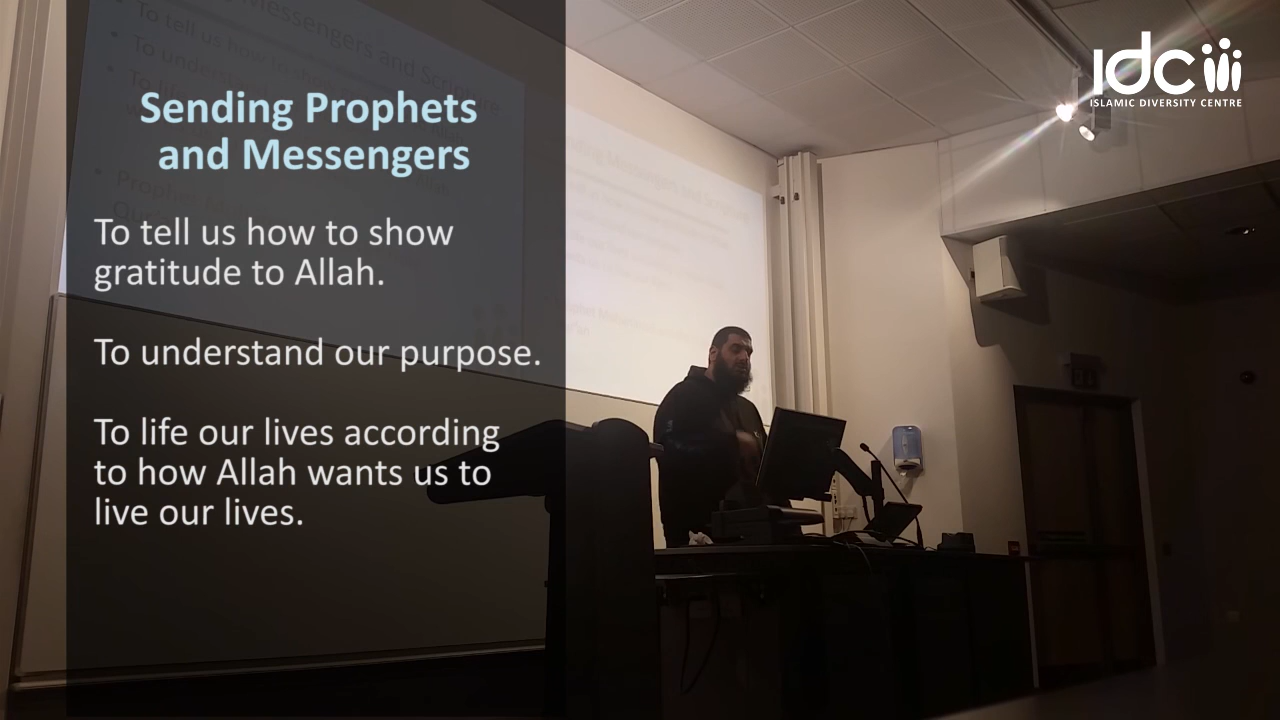 Sending Prophets
and Messengers
To tell us how to show
gratitude to Allah.
To understand our purpose.
To life our lives according
to how Allah wants us to
live our lives.
idc
ISLAMIC DIVERSITY CENTRE